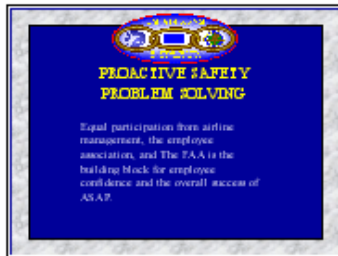 PROACTIVE SAFETY
PROBLEM SOLVING
Equal participation from airline
management, the employee
association, and The FAA is the
building block for employee
confidence and the overall success of
ASAP.